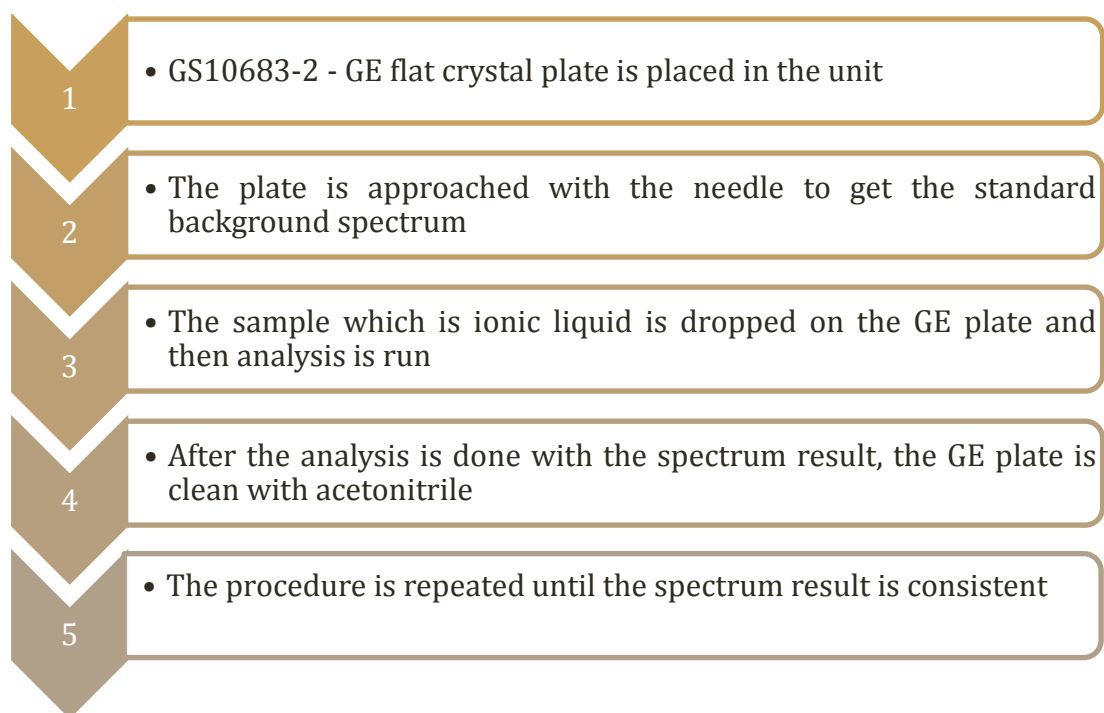 1
• GS10683-2 - GE flat crystal plate is placed in the unit
2
• The plate is approached with the needle to get the standard
background spectrum
3
• The sample which is ionic liquid is dropped on the GE plate and
then analysis is run
4
• After the analysis is done with the spectrum result, the GE plate is
clean with acetonitrile
5
• The procedure is repeated until the spectrum result is consistent